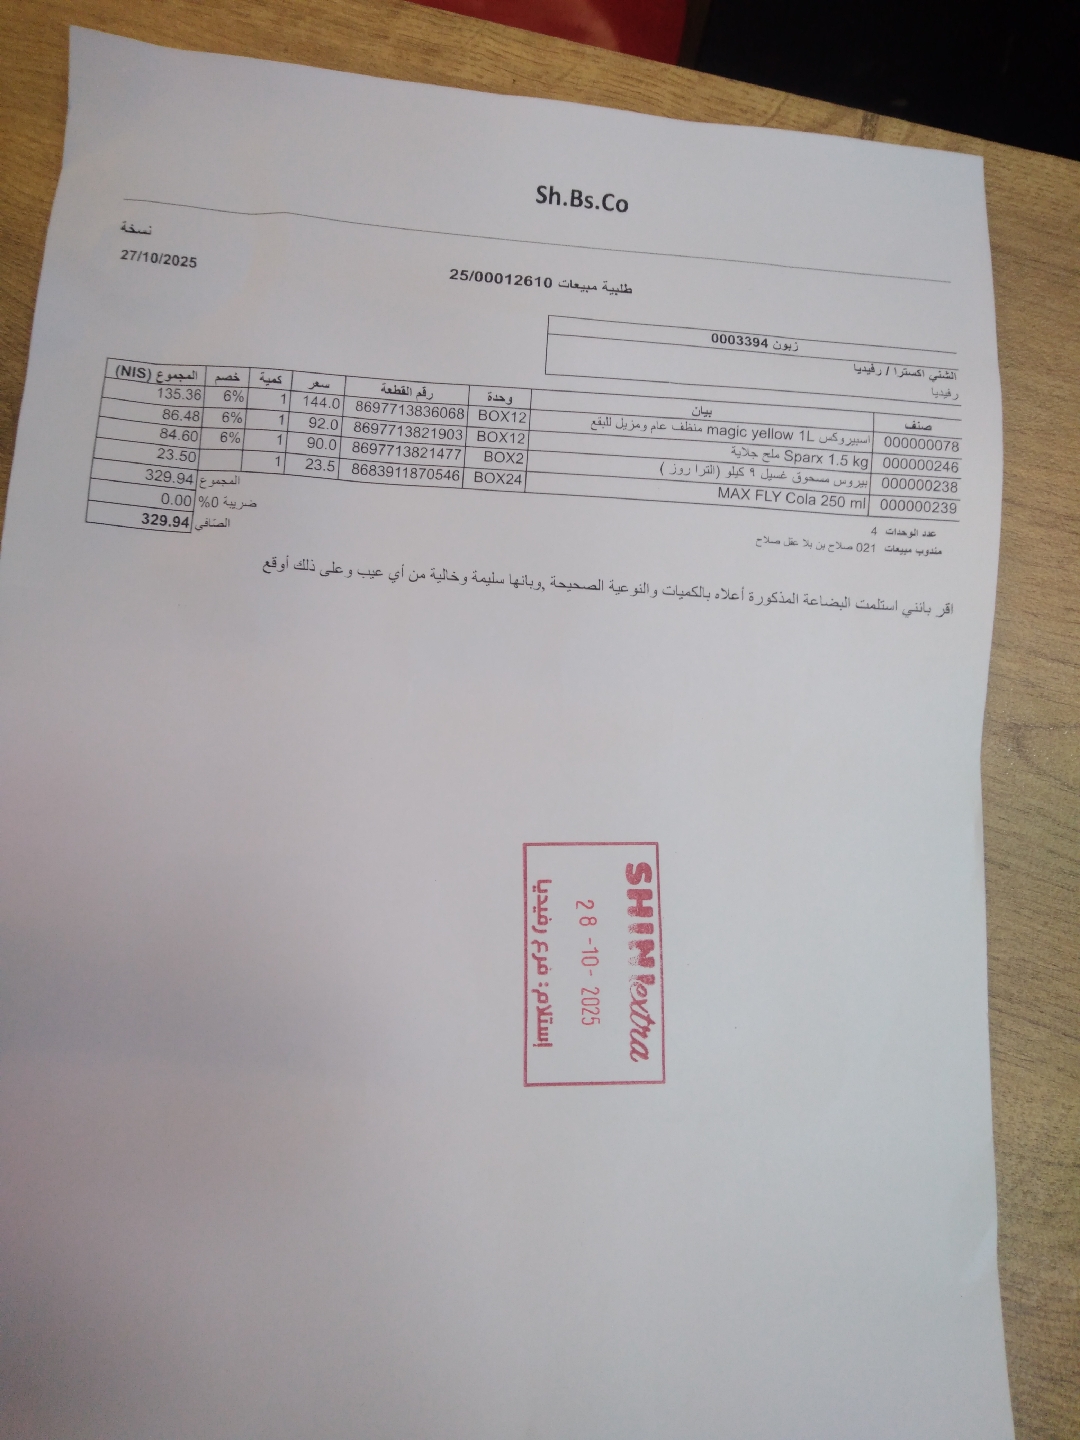 Sh.Bs.Co
نسخة
27/10/2025
طلبية مبيعات 25/00012610
زبون 0003394
الشني اكسترا / رفيديا
رفيديا
صنف بيان وحدة رقم القطعة سعر كمية خصم المجموع (NIS)
000000078 اسبيروكس magic yellow 1L منظف عام ومزيل للبقع BOX12 8697713836068 144.0 1 6% 135.36
000000246 Sparx 1.5 kg ملح جلاية BOX12 8697713821903 92.0 1 6% 86.48
000000238 بيروس مسحوق غسيل ٩ كيلو (الترا روز ) BOX2 8697713821477 90.0 1 6% 84.60
000000239 MAX FLY Cola 250 ml BOX24 8683911870546 23.5 1 23.50
المجموع 329.94
ضريبة 0% 0.00
الصافي 329.94
عدد الوحدات 4
مندوب مبيعات 021 صلاح بن بلا عقل صلاح
اقر بانني استلمت البضاعة المذكورة أعلاه بالكميات والنوعية الصحيحة ,وبانها سليمة وخالية من أي عيب وعلى ذلك أوقع
SHINI extra
28 -10- 2025
إستلام: فرع رفيديا